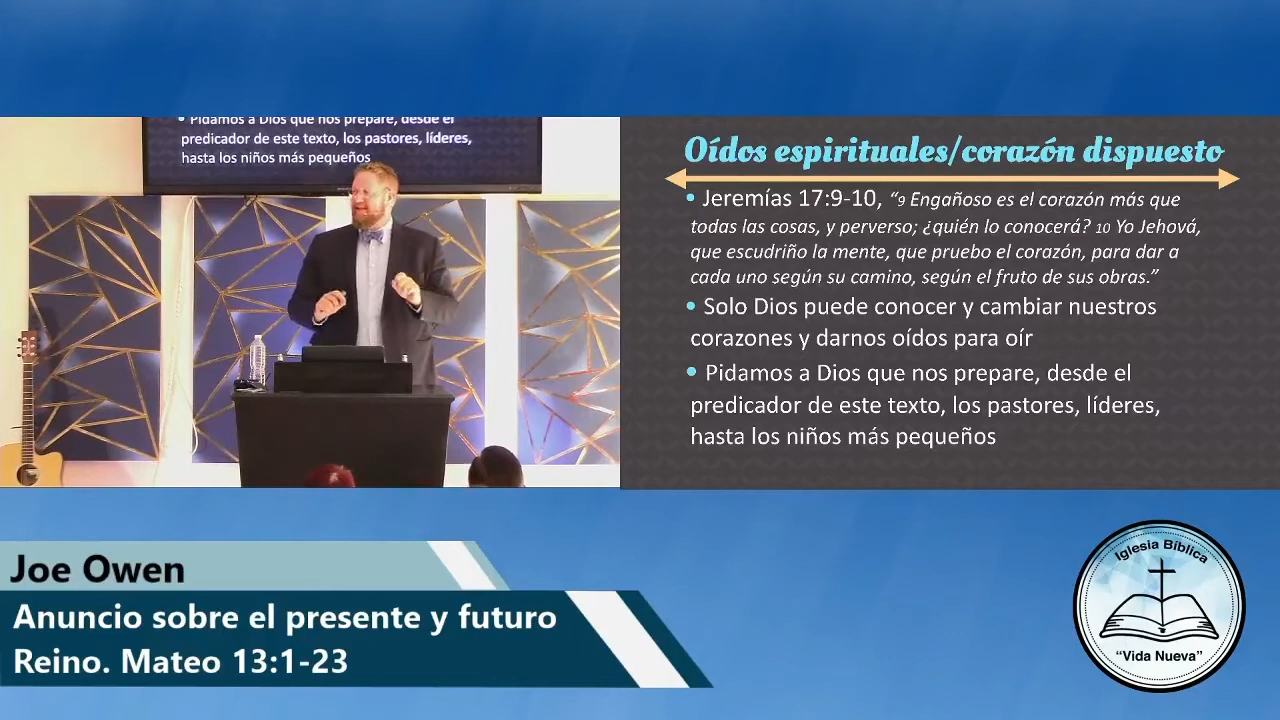 Pidamos a Dios que nos prepare, desde el
predicador de este texto, los pastores, líderes,
hasta los niños más pequeños
Oídos espirituales/corazón dispuesto
• Jeremías 17:9-10, “9 Engañoso es el corazón más que
todas las cosas, y perverso; ¿quién lo conocerá? 10 Yo Jehová,
que escudriño la mente, que pruebo el corazón, para dar a
cada uno según su camino, según el fruto de sus obras.”
• Solo Dios puede conocer y cambiar nuestros
corazones y darnos oídos para oír
• Pidamos a Dios que nos prepare, desde el
predicador de este texto, los pastores, líderes,
hasta los niños más pequeños
Joe Owen
Anuncio sobre el presente y futuro
Reino. Mateo 13:1-23
Iglesia Bíblica
“Vida Nueva”